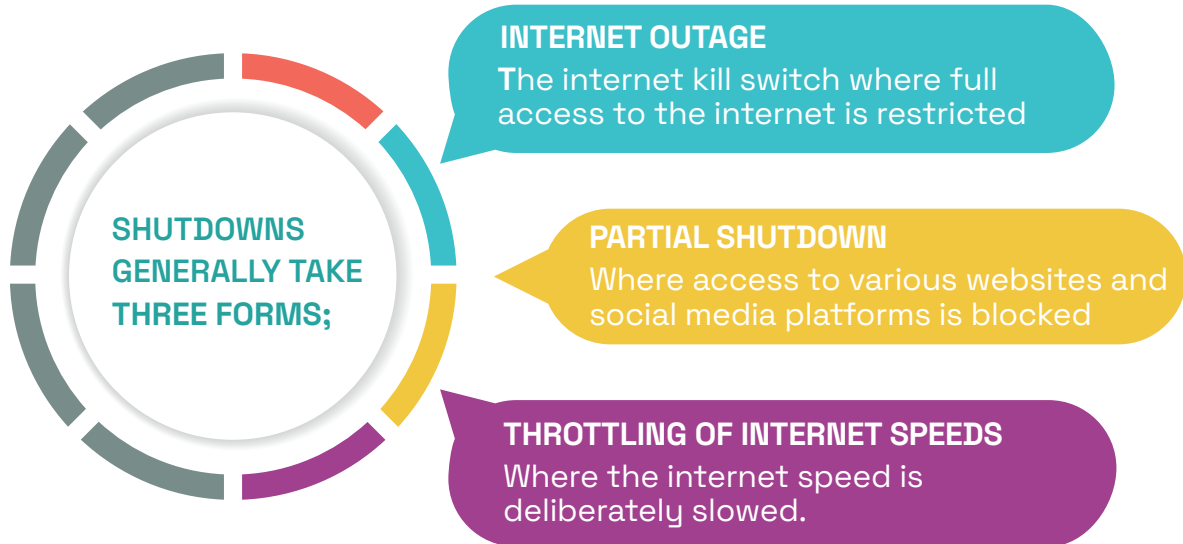 SHUTDOWNS
GENERALLY TAKE
THREE FORMS;
INTERNET OUTAGE
The internet kill switch where full
access to the internet is restricted
PARTIAL SHUTDOWN
Where access to various websites and
social media platforms is blocked
THROTTLING OF INTERNET SPEEDS
Where the internet speed is
deliberately slowed.